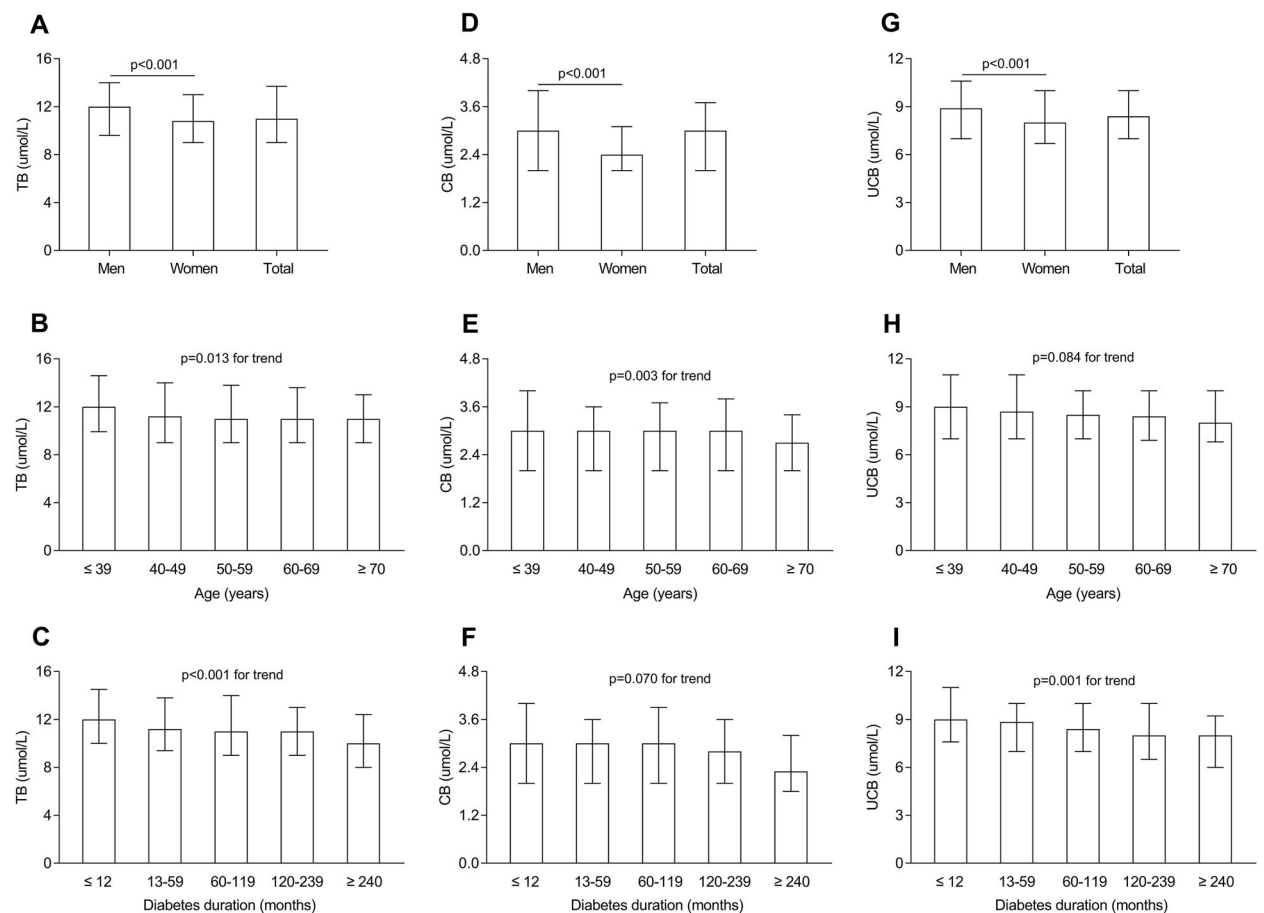 A
TB (umol/L)
16
12
8
4
0
p<0.001
Men Women Total
D
CB (umol/L)
4.8
3.6
2.4
1.2
0.0
p<0.001
Men Women Total
G
UCB (umol/L)
12
9
6
3
0
p<0.001
Men Women Total
B
TB (umol/L)
16
12
8
4
0
p=0.013 for trend
≤ 39 40-49 50-59 60-69 ≥ 70
Age (years)
E
CB (umol/L)
4.8
3.6
2.4
1.2
0.0
p=0.003 for trend
≤ 39 40-49 50-59 60-69 ≥ 70
Age (years)
H
UCB (umol/L)
12
9
6
3
0
p=0.084 for trend
≤ 39 40-49 50-59 60-69 ≥ 70
Age (years)
C
TB (umol/L)
16
12
8
4
0
p<0.001 for trend
≤ 12 13-59 60-119 120-239 ≥ 240
Diabetes duration (months)
F
CB (umol/L)
4.8
3.6
2.4
1.2
0.0
p=0.070 for trend
≤ 12 13-59 60-119 120-239 ≥ 240
Diabetes duration (months)
I
UCB (umol/L)
12
9
6
3
0
p=0.001 for trend
≤ 12 13-59 60-119 120-239 ≥ 240
Diabetes duration (months)